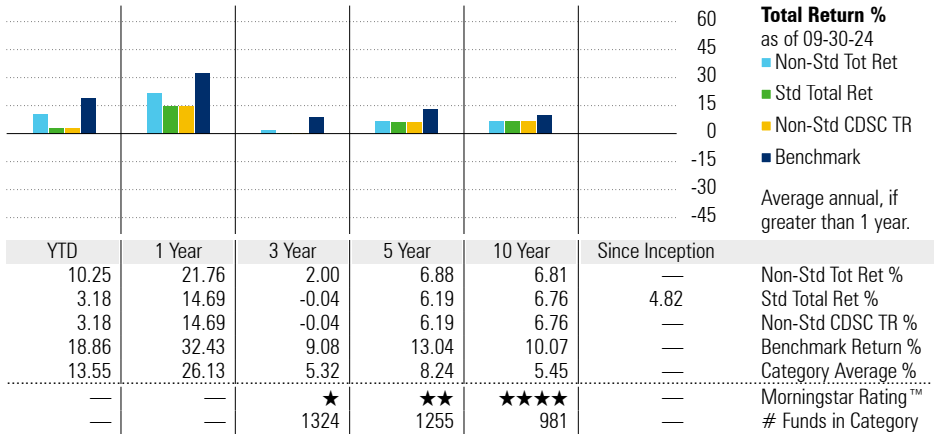 60
45
30
15
0
-15
-30
-45
Total Return %
as of 09-30-24
Non-Std Tot Ret
Std Total Ret
Non-Std CDSC TR
Benchmark
Average annual, if
greater than 1 year.
YTD 1 Year 3 Year 5 Year 10 Year Since Inception
10.25 21.76 2.00 6.88 6.81 — Non-Std Tot Ret %
3.18 14.69 -0.04 6.19 6.76 4.82 Std Total Ret %
3.18 14.69 -0.04 6.19 6.76 — Non-Std CDSC TR %
18.86 32.43 9.08 13.04 10.07 — Benchmark Return %
13.55 26.13 5.32 8.24 5.45 — Category Average %
— — ★ ★★ ★★★★ — Morningstar Rating™
— — 1324 1255 981 — # Funds in Category